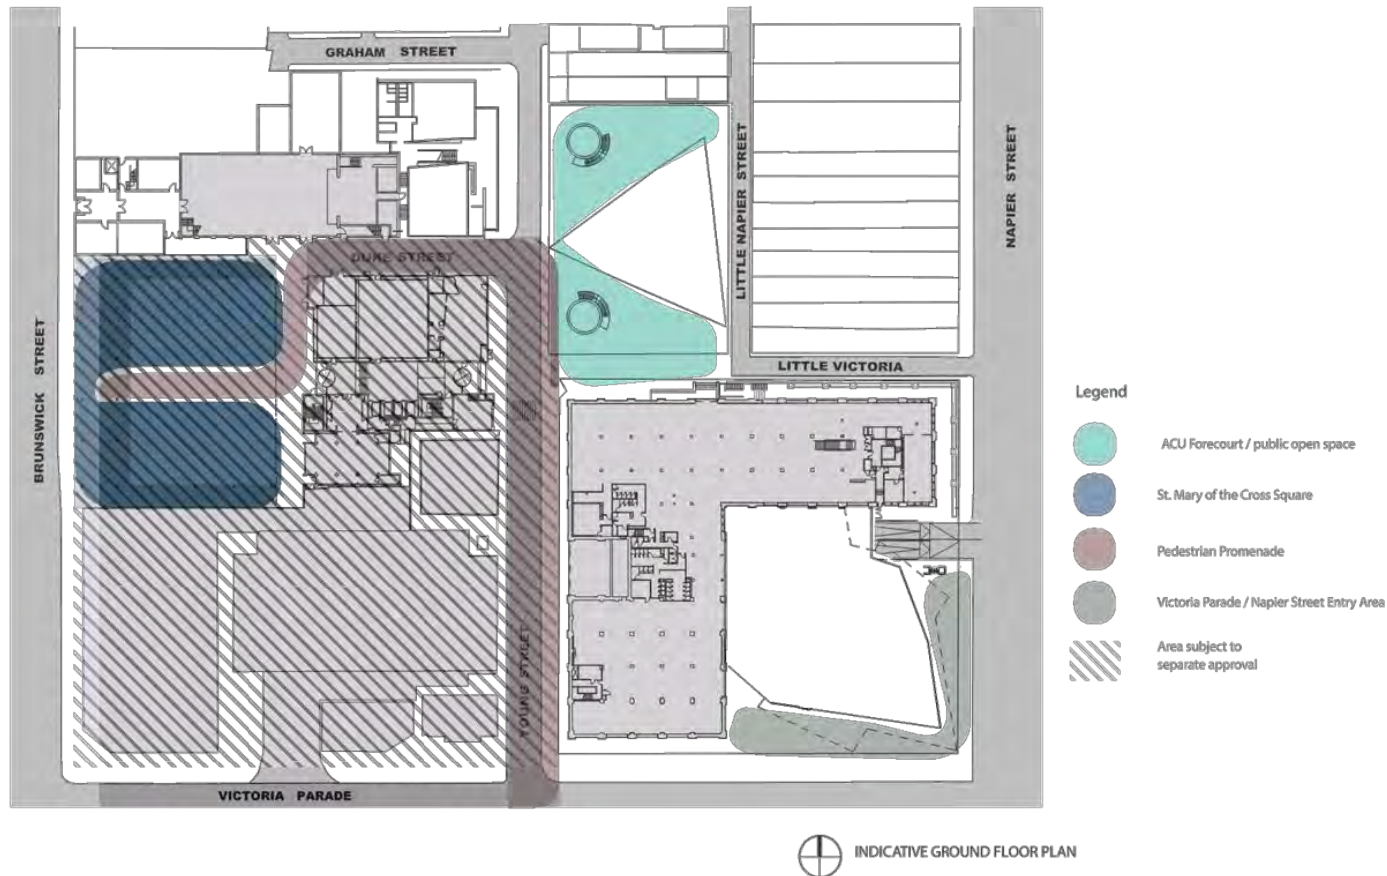 GRAHAM STREET
DUKE STREET
BRUNSWICK STREET
LITTLE NAPIER STREET
NAPIER STREET
LITTLE VICTORIA
YOUNG STREET
VICTORIA PARADE
Legend
ACU Forecourt / public open space
St. Mary of the Cross Square
Pedestrian Promenade
Victoria Parade / Napier Street Entry Area
Area subject to
separate approval
INDICATIVE GROUND FLOOR PLAN